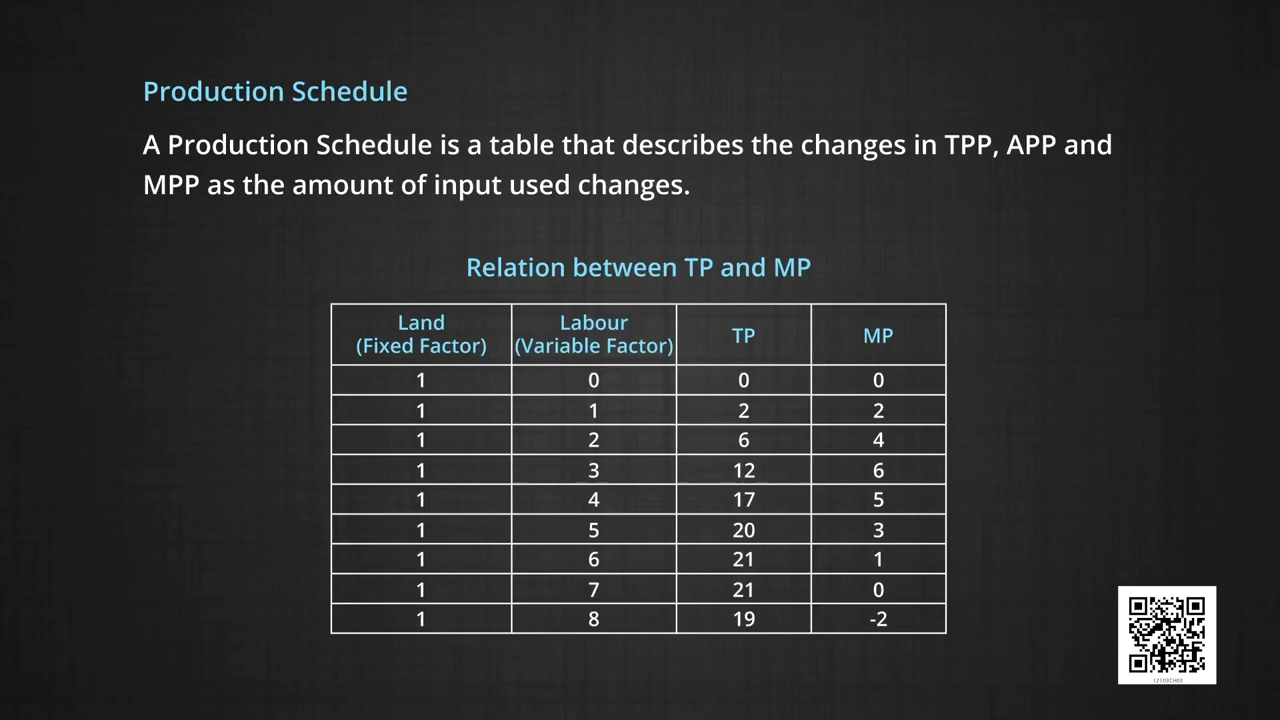 Production Schedule
A Production Schedule is a table that describes the changes in TPP, APP and
MPP as the amount of input used changes.
Relation between TP and MP
Land (Fixed Factor) Labour (Variable Factor) TP MP
1 0 0 0
1 1 2 2
1 2 6 4
1 3 12 6
1 4 17 5
1 5 20 3
1 6 21 1
1 7 21 0
1 8 19 -2
12103CH03